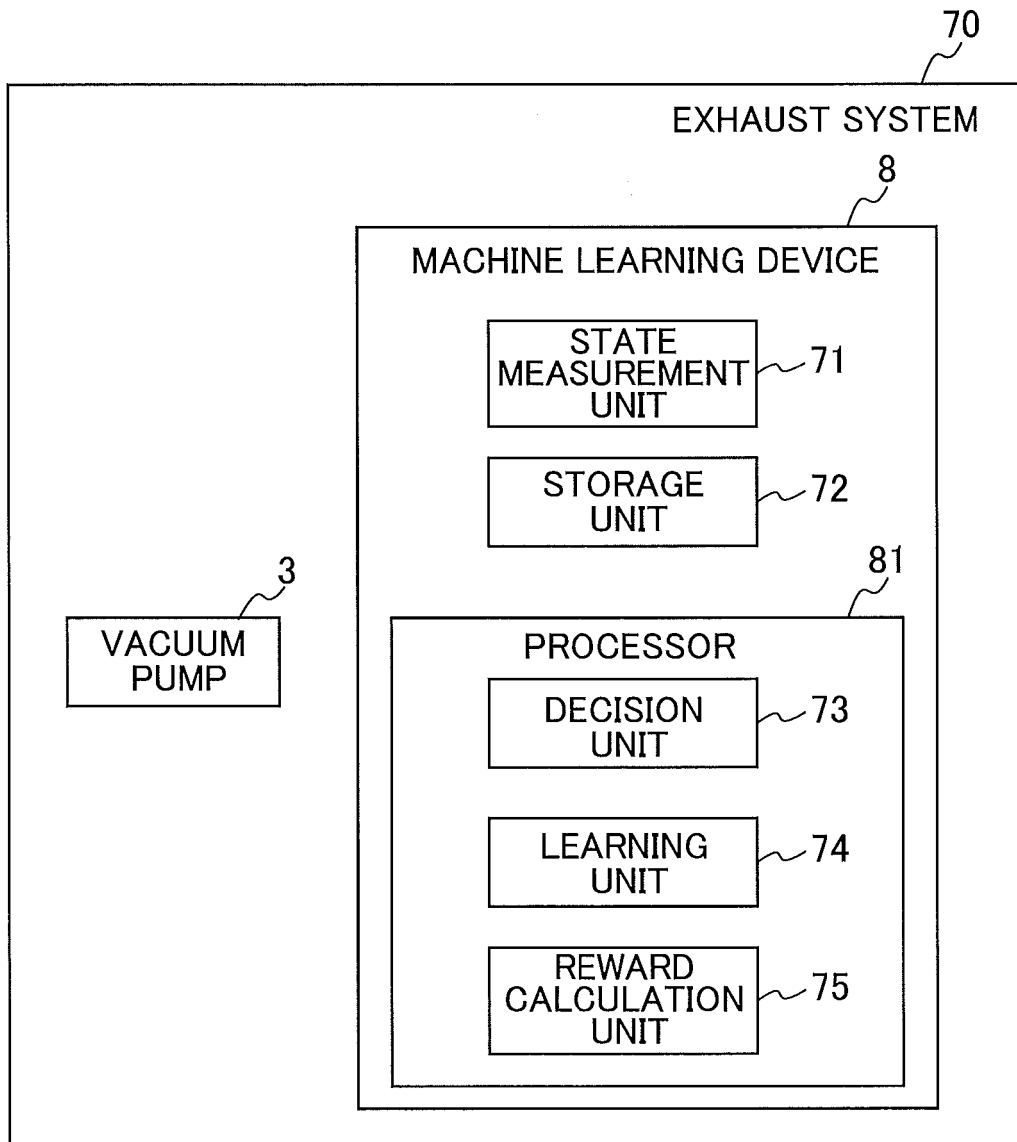 70
EXHAUST SYSTEM
8
MACHINE LEARNING DEVICE
STATE
MEASUREMENT
UNIT
71
STORAGE
UNIT
72
3
VACUUM
PUMP
81
PROCESSOR
DECISION
UNIT
73
LEARNING
UNIT
74
REWARD
CALCULATION
UNIT
75